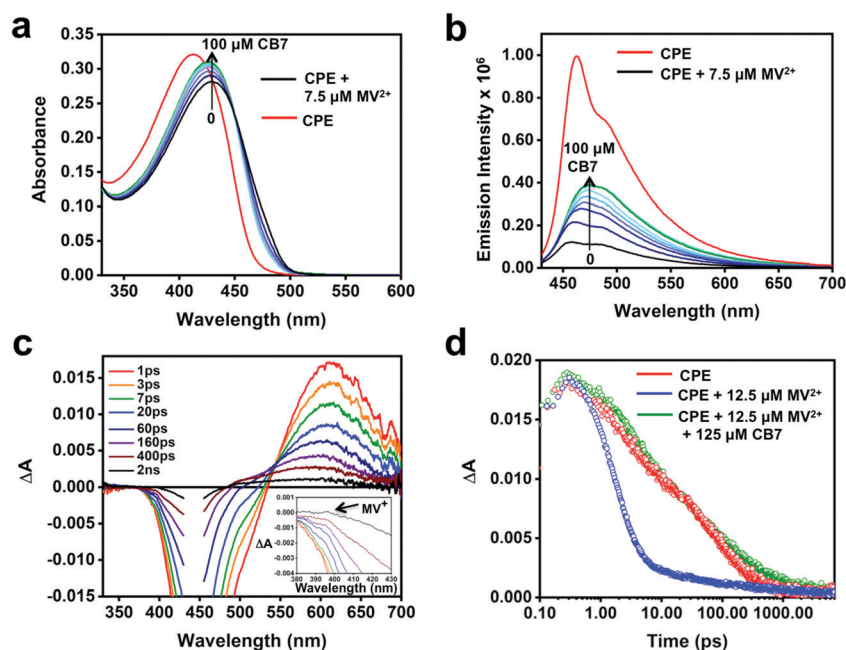 a
100 µM CB7
CPE +
7.5 µM MV2+
CPE
0
Absorbance
0.35
0.30
0.25
0.20
0.15
0.10
0.05
0.00
350 400 450 500 550 600
Wavelength (nm)
b
CPE
CPE + 7.5 µM MV2+
100 µM
CB7
0
Emission Intensity x 10⁶
1.00
0.80
0.60
0.40
0.20
0.00
450 500 550 600 650 700
Wavelength (nm)
c
1ps
3ps
7ps
20ps
60ps
160ps
400ps
2ns
ΔA
0.015
0.010
0.005
0.000
-0.005
-0.010
-0.015
350 400 450 500 550 600 650 700
Wavelength (nm)
MV+
ΔA
0.001
0.000
-0.001
-0.002
-0.003
-0.004
380 390 400 410 420 430
Wavelength (nm)
d
CPE
CPE + 12.5 µM MV2+
CPE + 12.5 µM MV2+
+ 125 µM CB7
ΔA
0.020
0.015
0.010
0.005
0.000
0.10 1.00 10.00 100.00 1000.00
Time (ps)